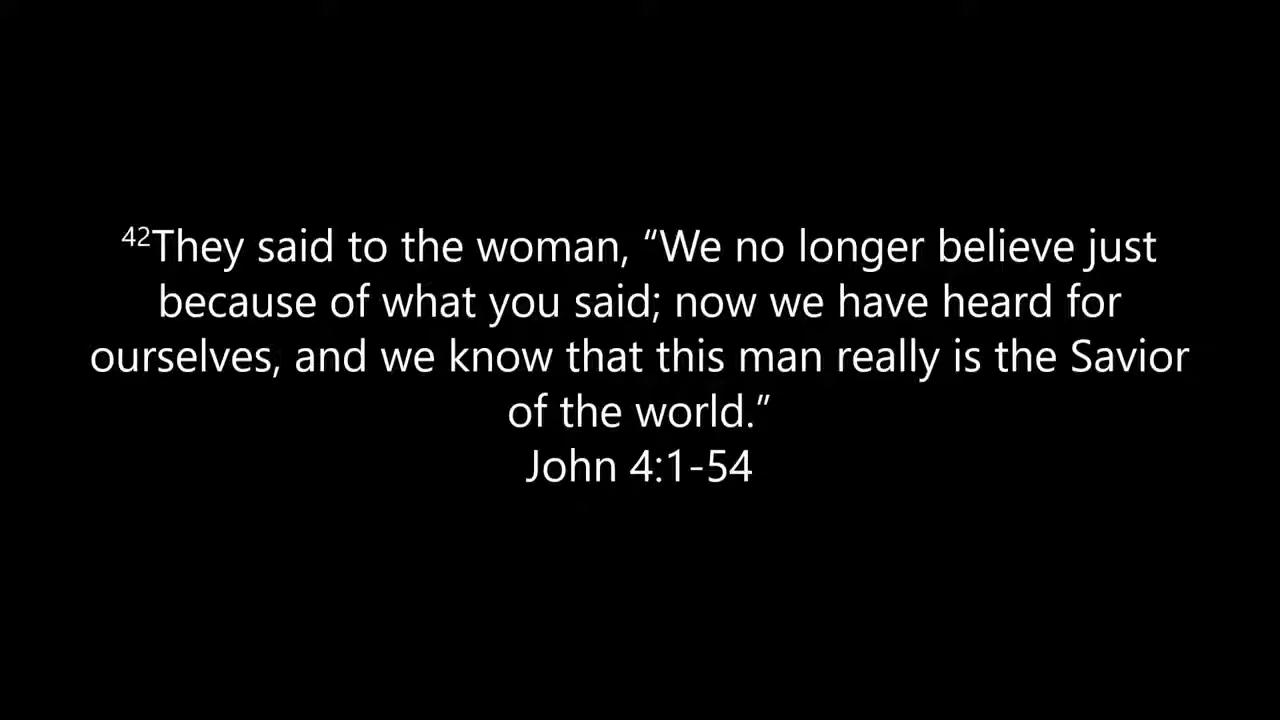 42They said to the woman, “We no longer believe just
because of what you said; now we have heard for
ourselves, and we know that this man really is the Savior
of the world.”
John 4:1-54